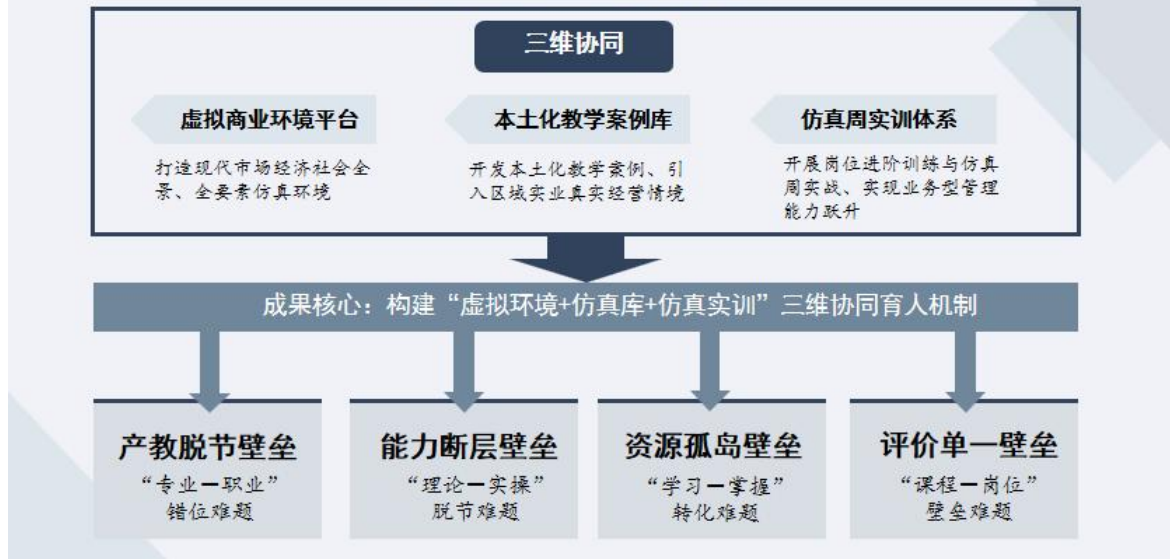 三维协同
虚拟商业环境平台
打造现代市场经济社会全
景、全要素仿真环境
本土化教学案例库
开发本土化教学案例、引
入区域实业真实经营情境
仿真周实训体系
开展岗位进阶训练与仿真
周实战、实现业务型管理
能力跃升
成果核心：构建“虚拟环境+仿真库+仿真实训”三维协同育人机制
产教脱节壁垒
“专业—职业”
错位难题
能力断层壁垒
“理论—实操”
脱节难题
资源孤岛壁垒
“学习—掌握”
转化难题
评价单一壁垒
“课程—岗位”
壁垒难题